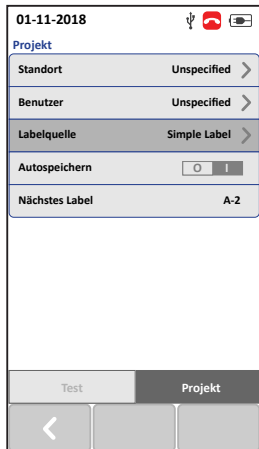 01-11-2018
Projekt
Standort Unspecified
Benutzer Unspecified
Labelquelle Simple Label
Autospeichern O I
Nächstes Label A-2
Test Projekt